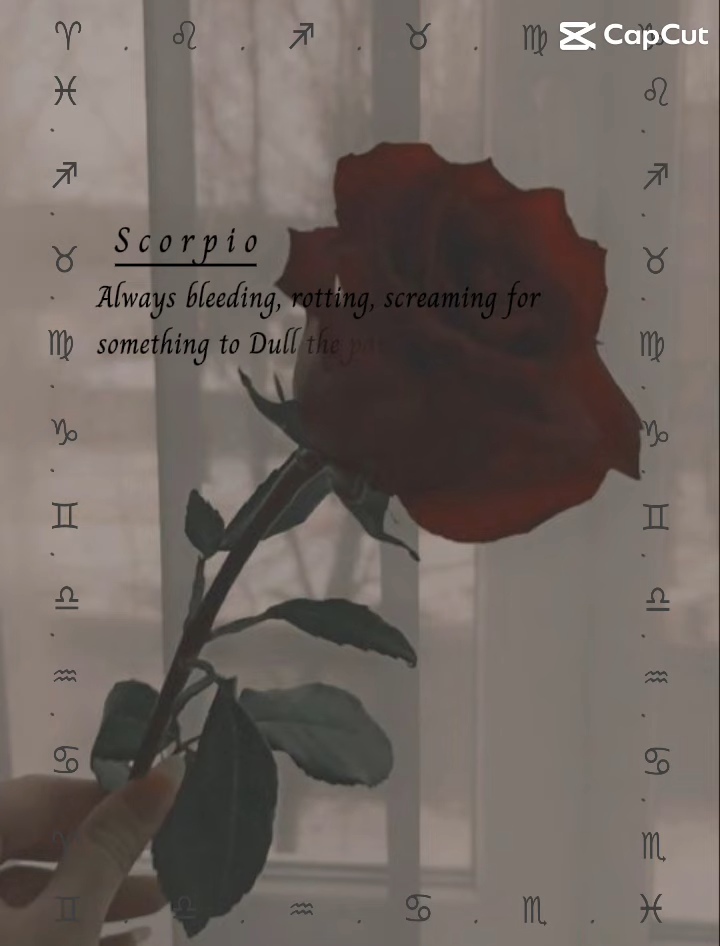 CapCut
Scorpio
Always bleeding, rotting, screaming for
something to Dull the